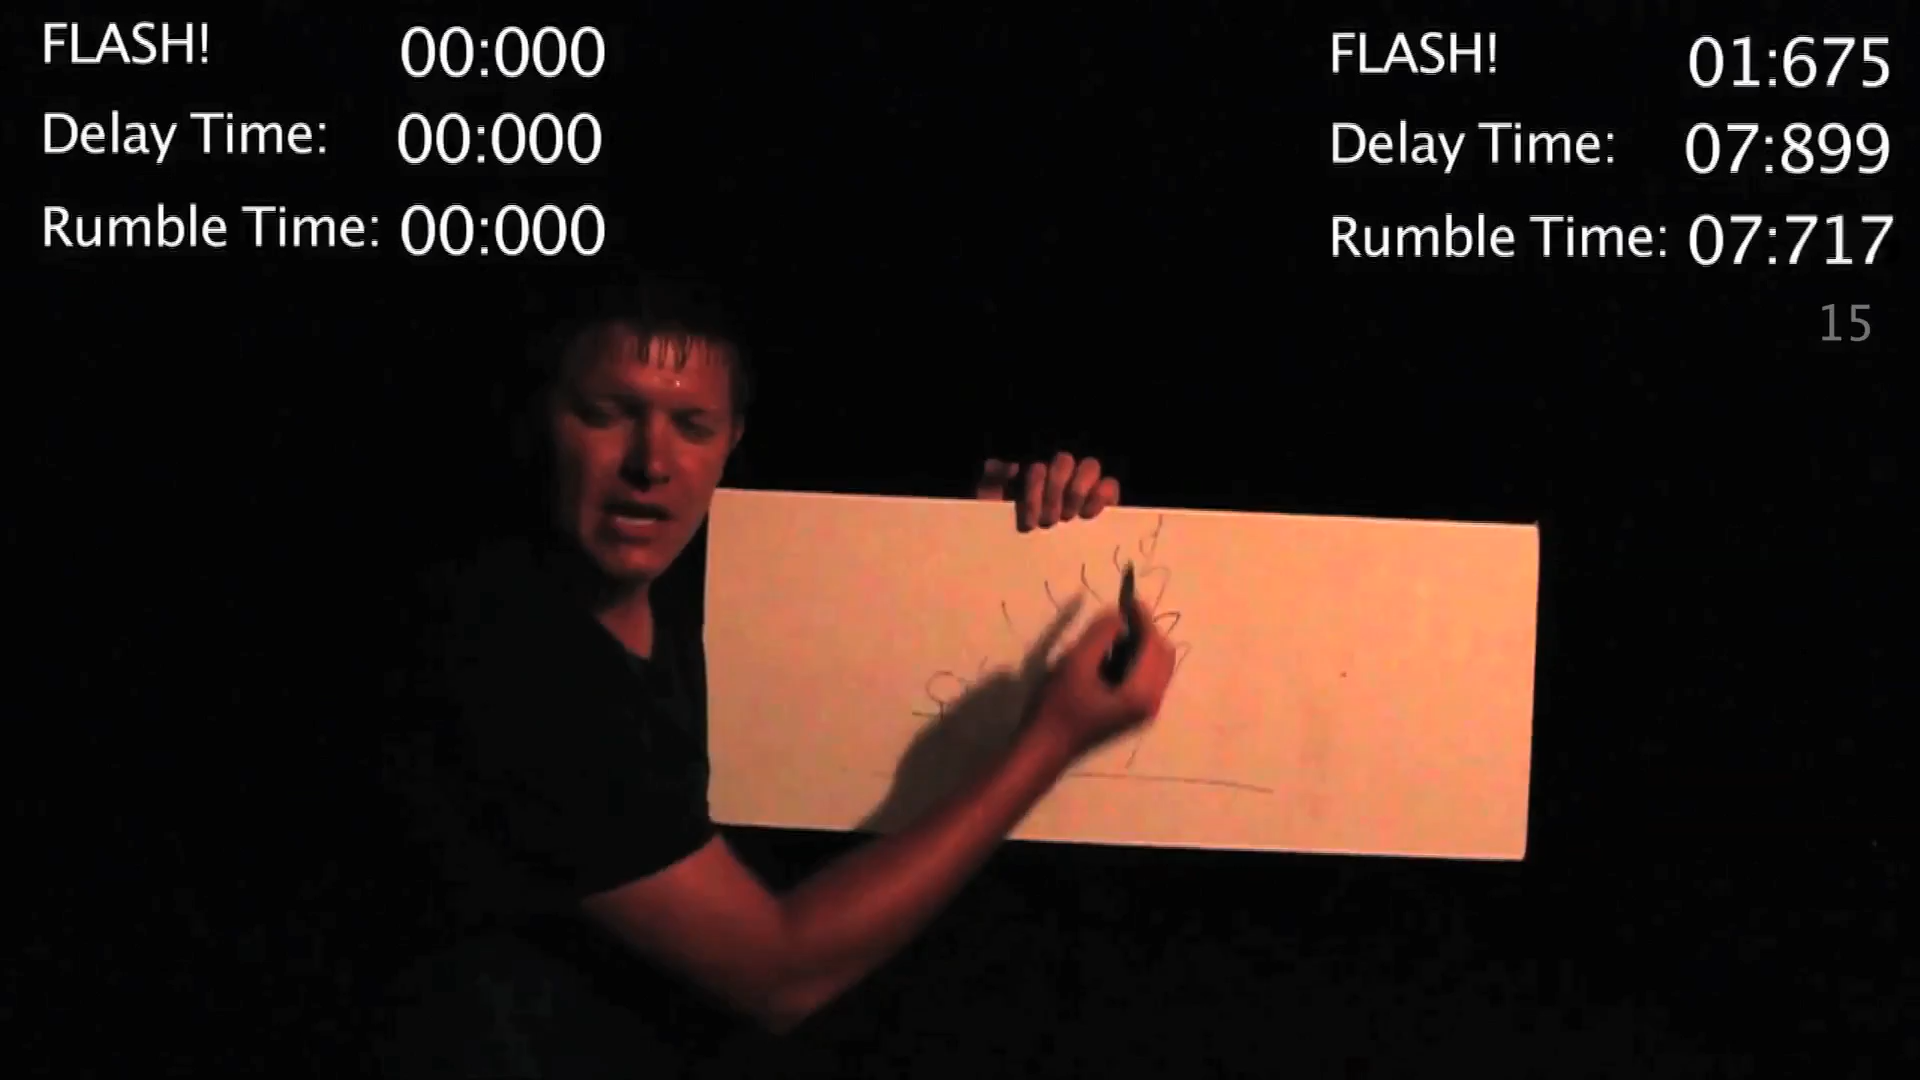 FLASH! 00:000
Delay Time: 00:000
Rumble Time: 00:000
FLASH! 01:675
Delay Time: 07:899
Rumble Time: 07:717
15